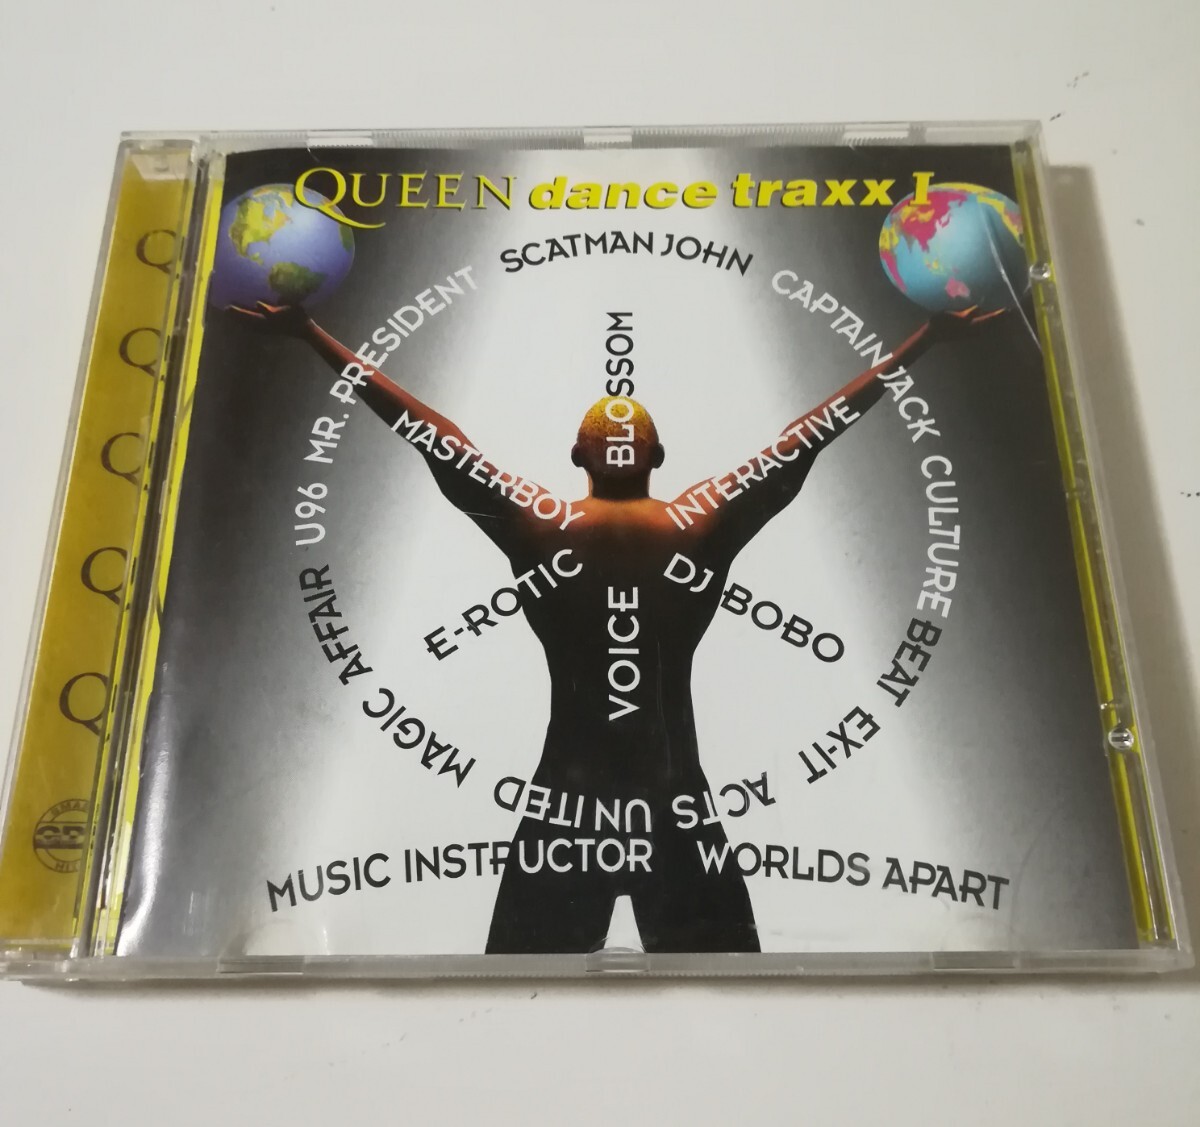 QUEEN dance traxx I
SCATMAN JOHN
MR. PRESIDENT
CAPTAIN JACK
BLOSSOM
MASTERBOY
INTERACTIVE
U96
CULTURE BEAT
E-ROTIC
DJ BOBO
VOICE
MAGIC AFFAIR
EX-IT
UNITED
ACTS
MUSIC INSTRUCTOR
WORLDS APART
Q
Q
Q
Q
Q